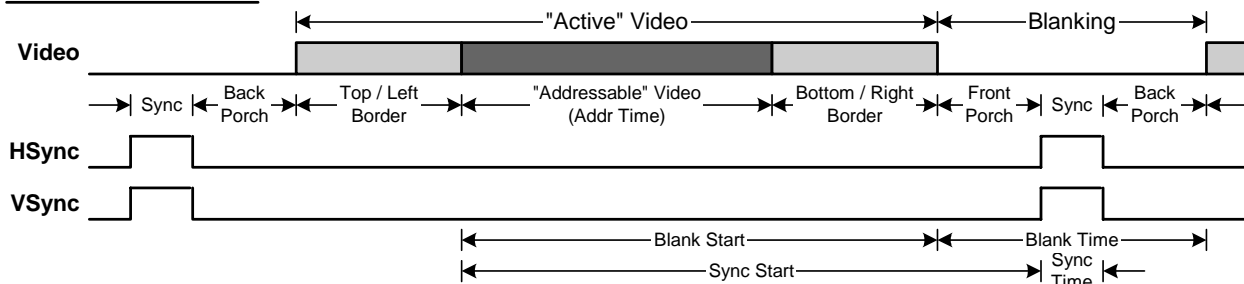 "Active" Video
Blanking
Video
Sync
Back Porch
Top / Left Border
"Addressable" Video (Addr Time)
Bottom / Right Border
Front Porch
Sync
Back Porch
HSync
VSync
Blank Start
Blank Time
Sync Start
Sync Time